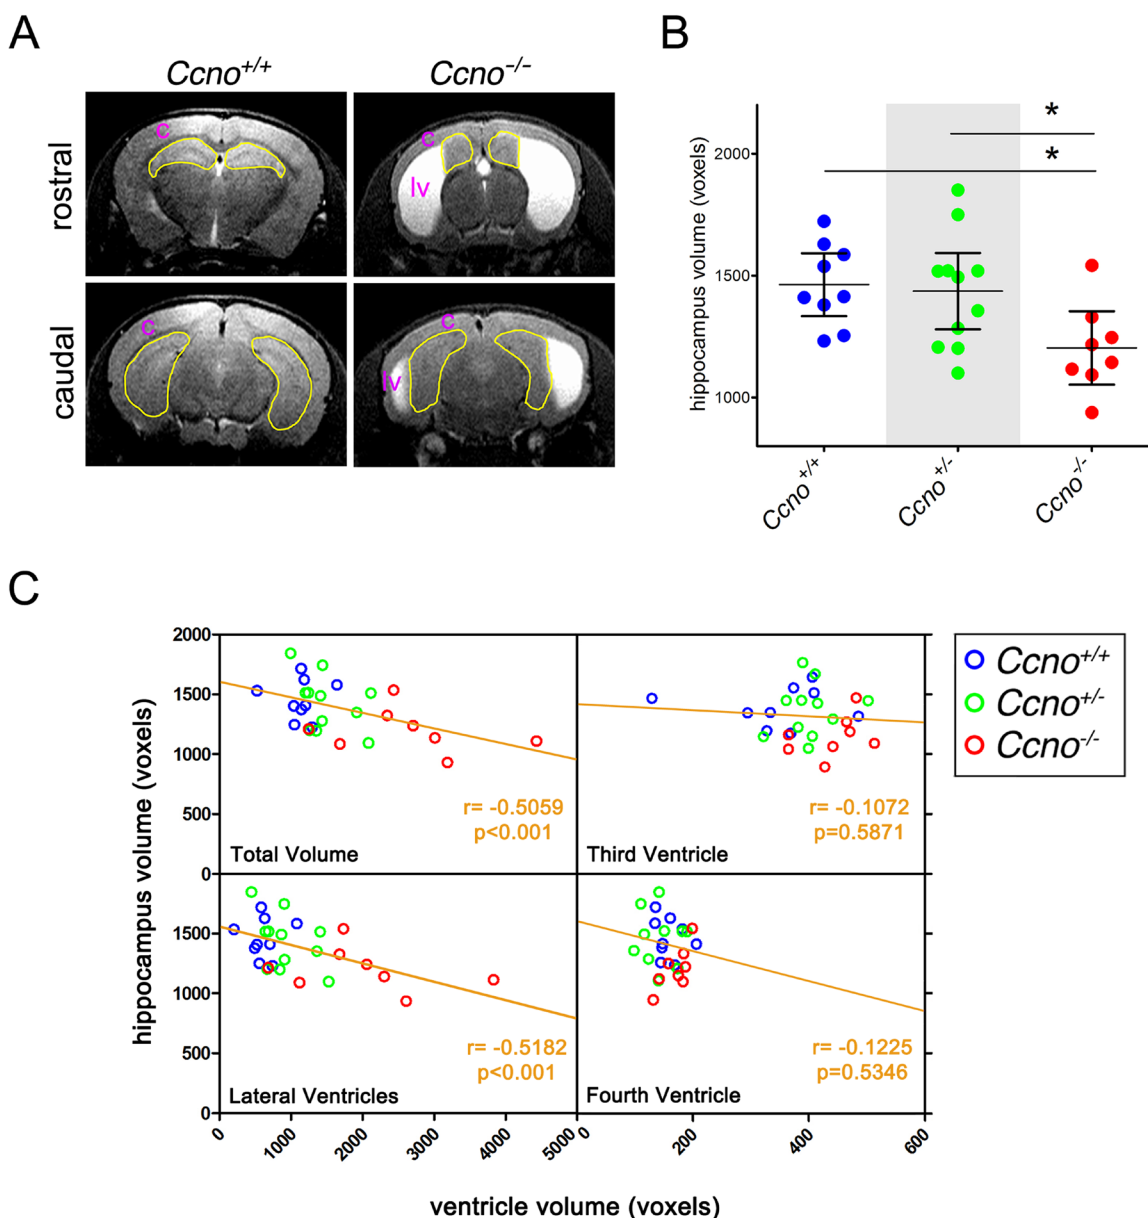 A
Ccno+/+
Ccno-/-
rostral
c
c
lv
caudal
c
c
lv
B
hippocampus volume (voxels)
2000
1500
1000
*
*
Ccno+/+
Ccno+/-
Ccno-/-
C
hippocampus volume (voxels)
2000
1500
1000
500
0
r= -0.5059
p<0.001
Total Volume
r= -0.1072
p=0.5871
Third Ventricle
Ccno+/+
Ccno+/-
Ccno-/-
2000
1500
1000
500
0
r= -0.5182
p<0.001
Lateral Ventricles
r= -0.1225
p=0.5346
Fourth Ventricle
0
1000
2000
3000
4000
5000
0
200
400
600
ventricle volume (voxels)